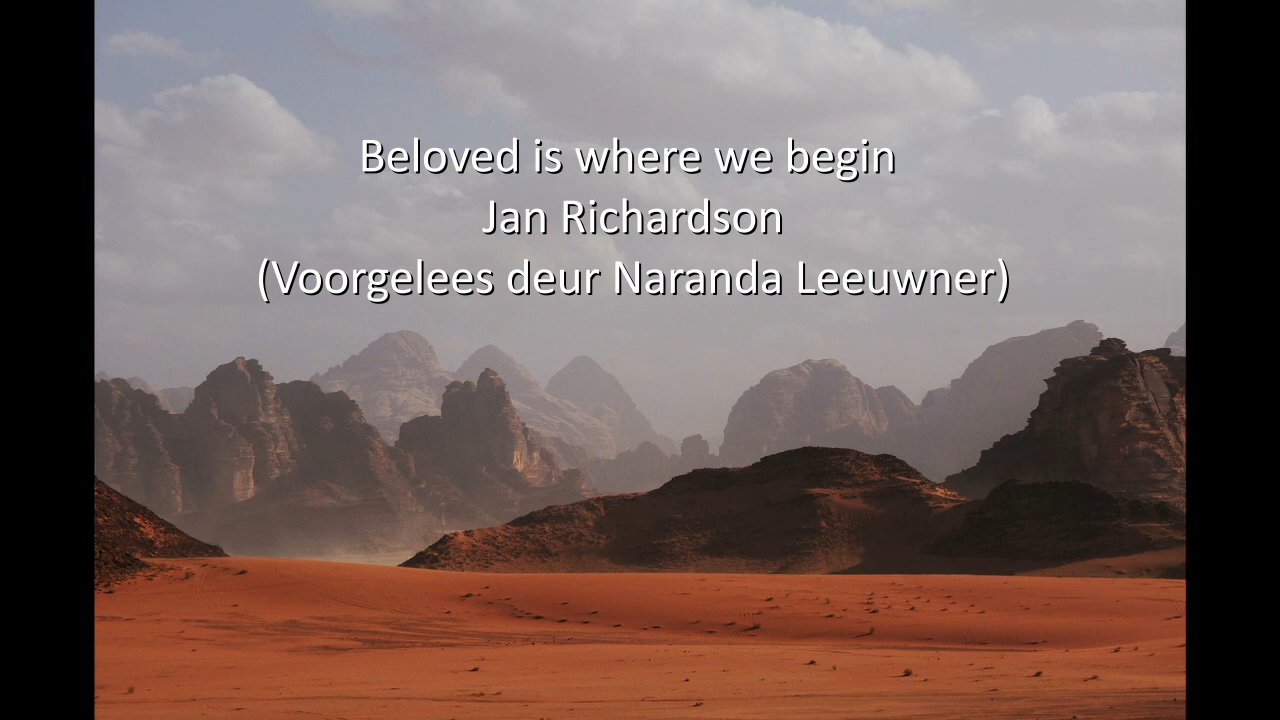 Beloved is where we begin
Jan Richardson
(Voorgelees deur Naranda Leeuwner)